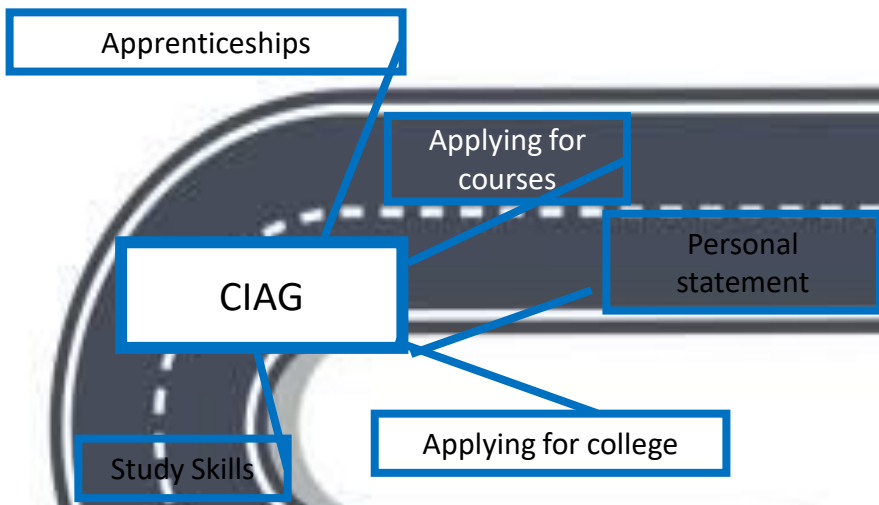 Apprenticeships
Applying for
courses
Personal
statement
CIAG
Applying for college
Study Skills